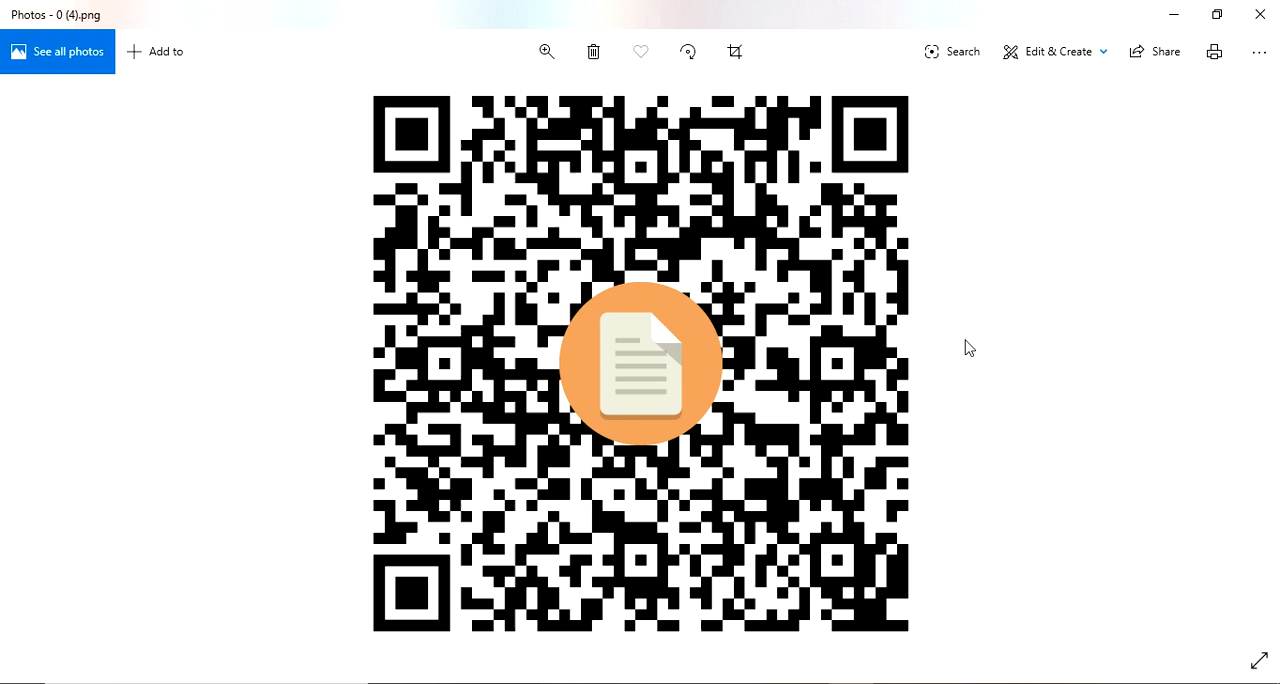 Photos - 0 (4).png
See all photos
Add to
Search
Edit & Create
Share